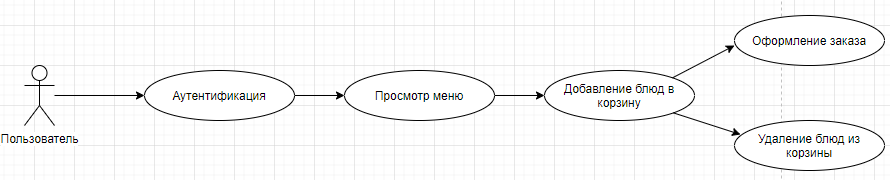 Пользователь
Аутентификация
Просмотр меню
Добавление блюд в
корзину
Оформление заказа
Удаление блюд из
корзины